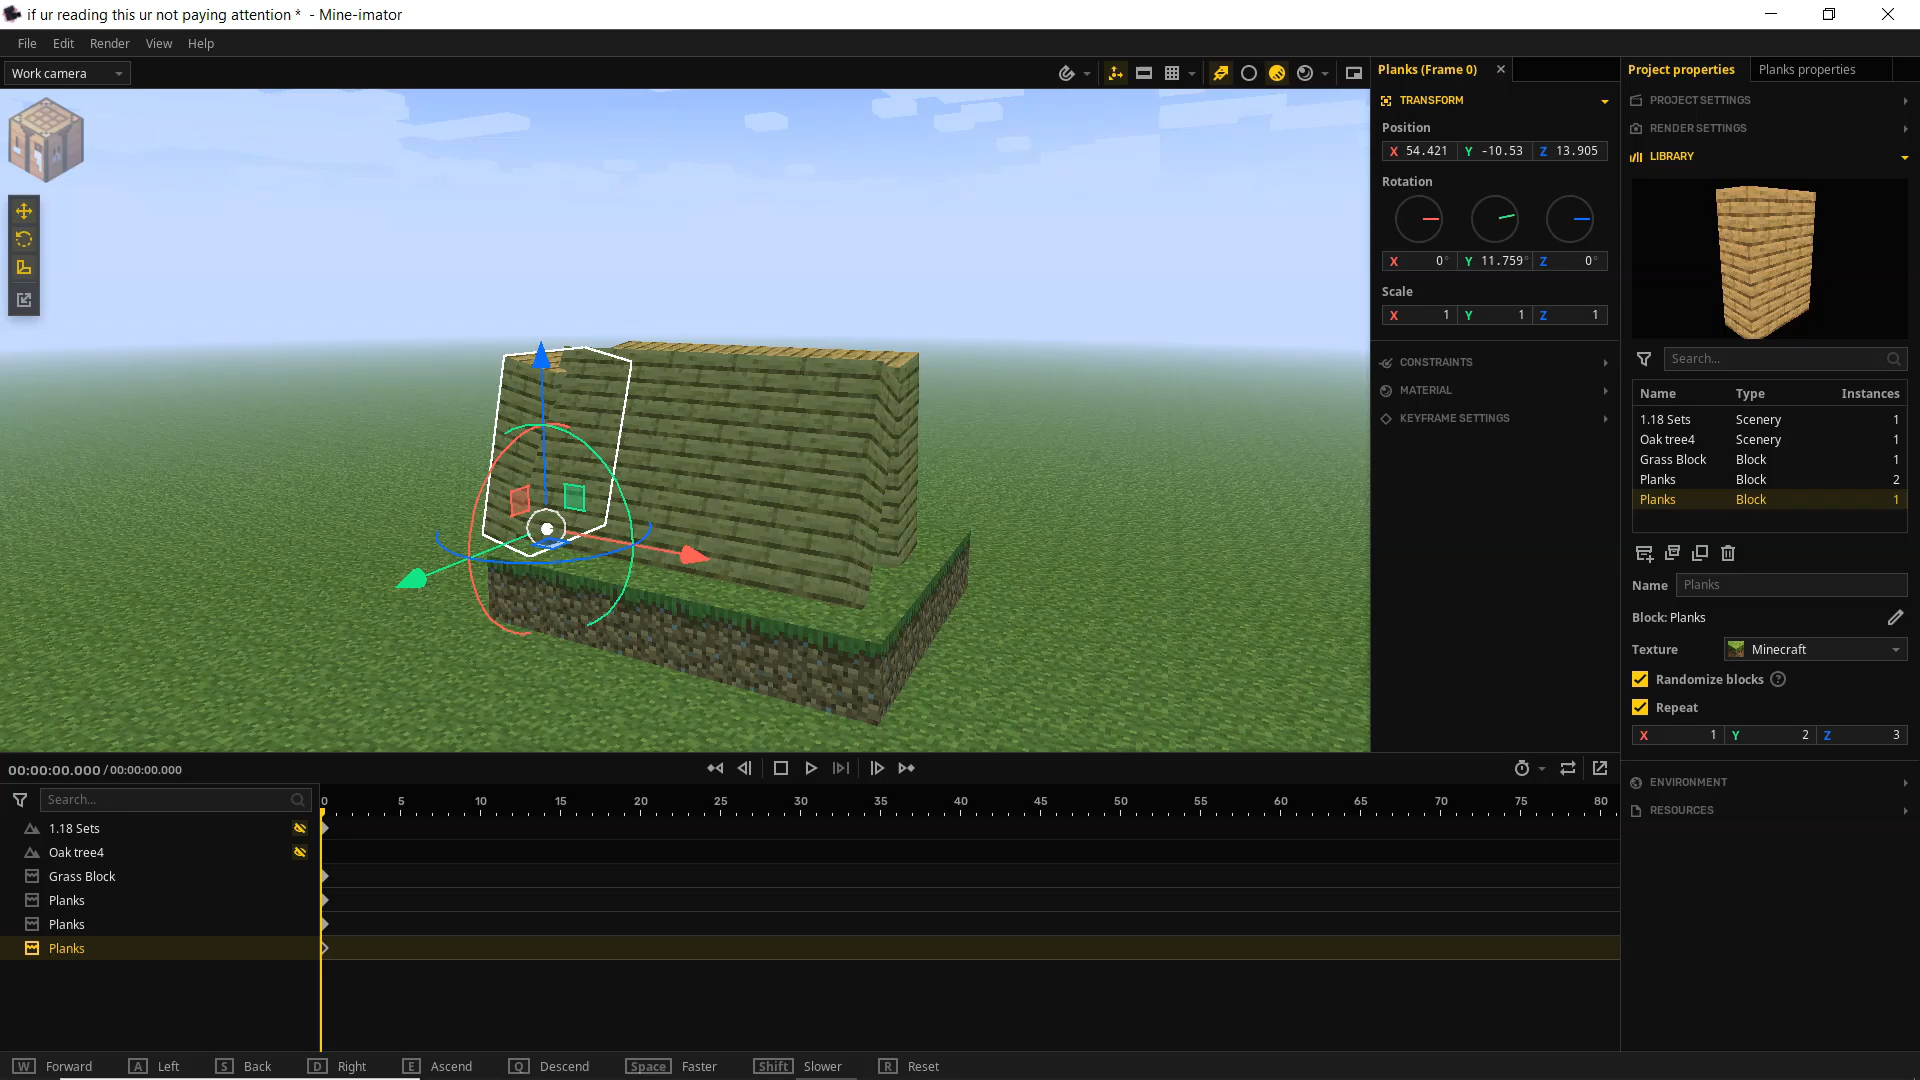 if ur reading this ur not paying attention *  - Mine-imator
File Edit Render View Help
Work camera
Planks (Frame 0)
TRANSFORM
Position
X 54.421 Y -10.53 Z 13.905
Rotation
X 0° Y 11.759° Z 0°
Scale
X 1 Y 1 Z 1
CONSTRAINTS
MATERIAL
KEYFRAME SETTINGS
Project properties Planks properties
PROJECT SETTINGS
RENDER SETTINGS
LIBRARY
Search...
Name Type Instances
1.18 Sets Scenery 1
Oak tree4 Scenery 1
Grass Block Block 1
Planks Block 2
Planks Block 1
Name Planks
Block: Planks
Texture Minecraft
Randomize blocks ?
Repeat
X 1 Y 2 Z 3
ENVIRONMENT
RESOURCES
00:00:00.000 / 00:00:00.000
Search...
0 5 10 15 20 25 30 35 40 45 50 55 60 65 70 75 80
1.18 Sets
Oak tree4
Grass Block
Planks
Planks
Planks
W Forward A Left S Back D Right E Ascend Q Descend Space Faster Shift Slower R Reset